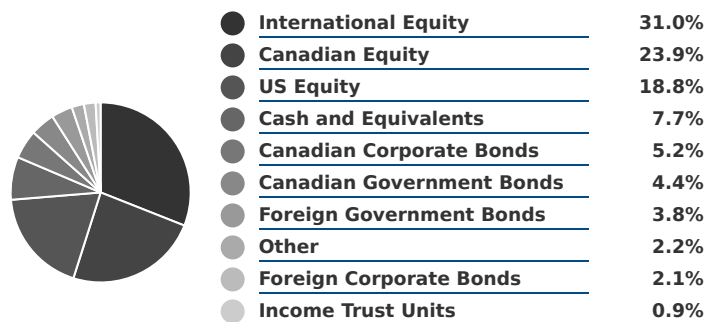 International Equity 31.0%
Canadian Equity 23.9%
US Equity 18.8%
Cash and Equivalents 7.7%
Canadian Corporate Bonds 5.2%
Canadian Government Bonds 4.4%
Foreign Government Bonds 3.8%
Other 2.2%
Foreign Corporate Bonds 2.1%
Income Trust Units 0.9%